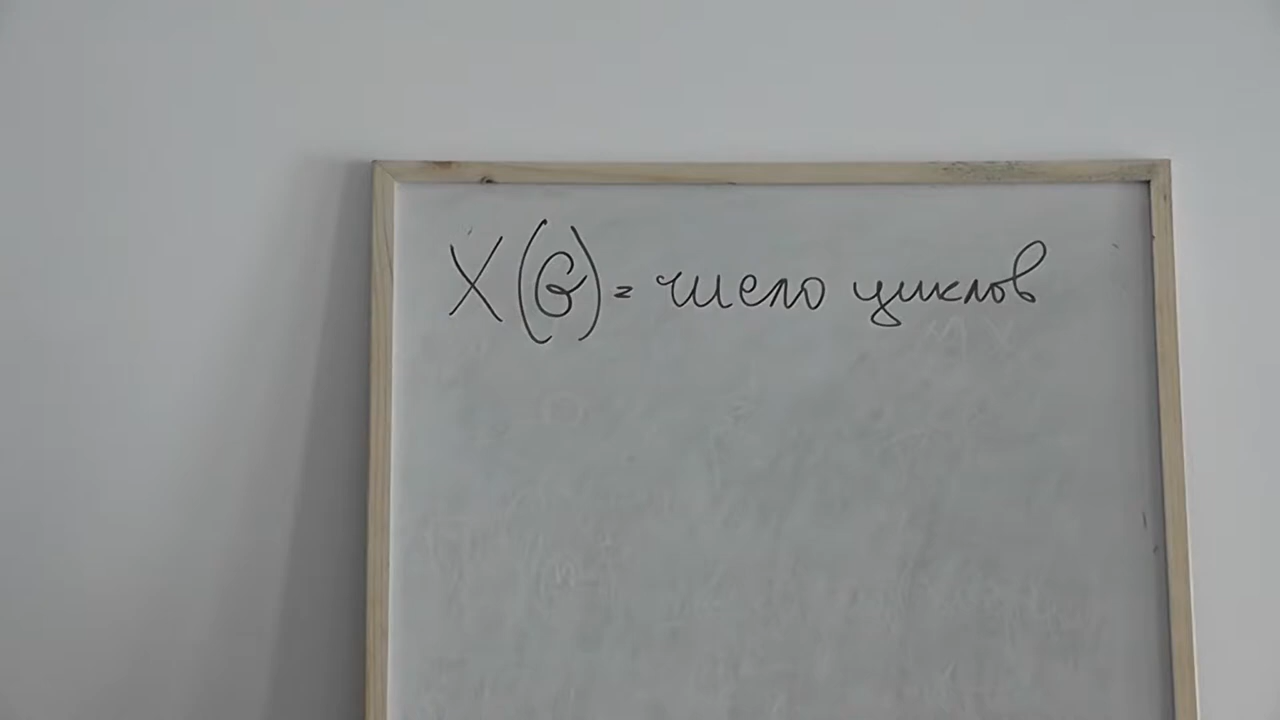 X(G) = число циклов